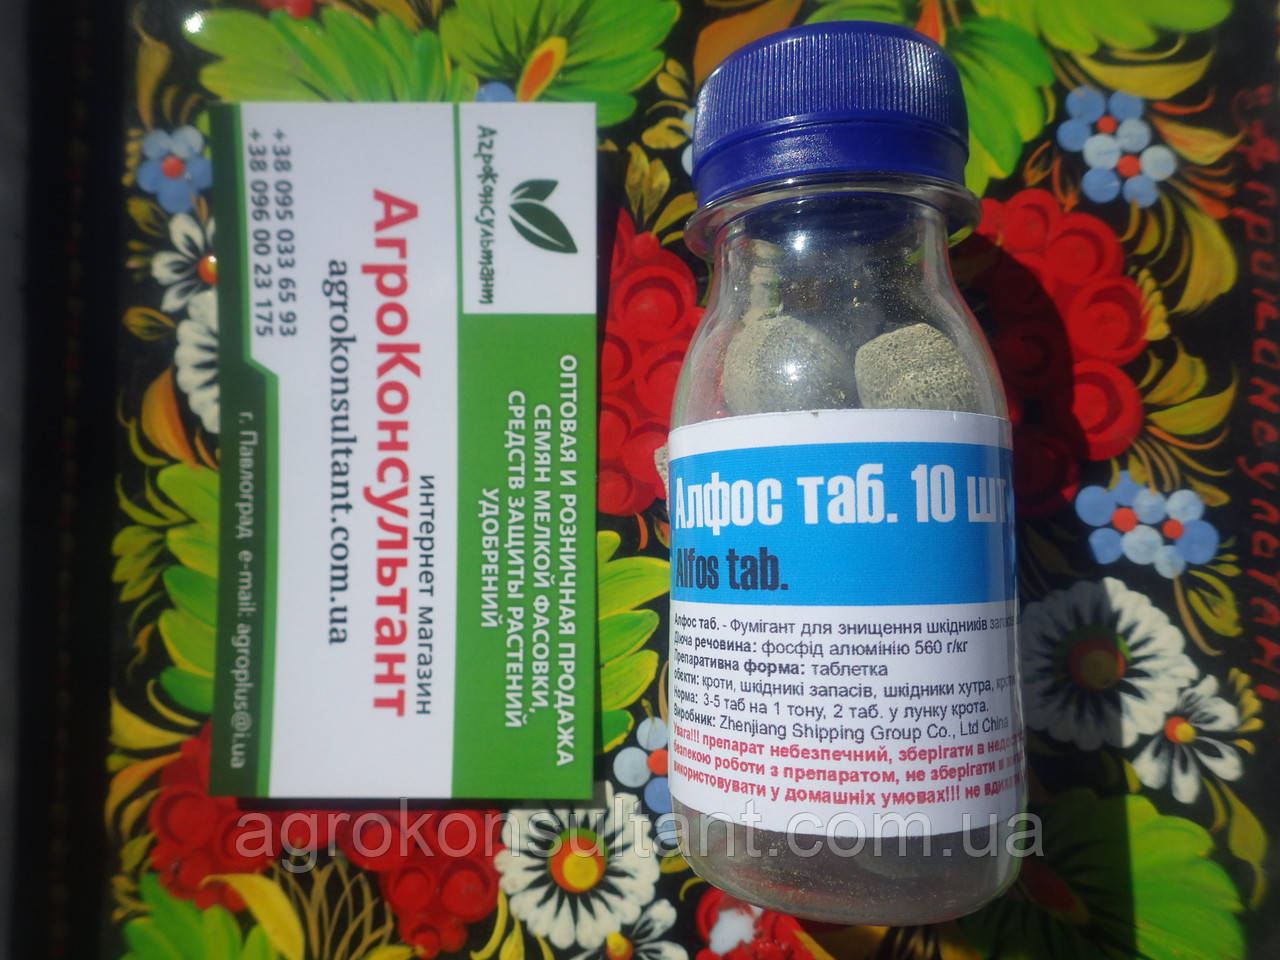 АгроКонсультант
ОПТОВАЯ И РОЗНИЧНАЯ ПРОДАЖА
СЕМЯН МЕЛКОЙ ФАСОВКИ,
СРЕДСТВ ЗАЩИТЫ РАСТЕНИЙ
УДОБРЕНИЙ
интернет магазин
АгроКонсультант
agrokonsultant.com.ua
+38 095 033 65 93
+38 096 00 23 175
г. Павлоград e-mail: agroplus@i.ua
Алфос таб. 10 шт
Alfos tab.
Алфос таб. - Фумігант для знищення шкідників
Діюча речовина: фосфід алюмінію 560 г/кг
Препаративна форма: таблетка
обєкти: кроти, шкідникі запасів, шкідники хутра,
Норма: 3-5 таб на 1 тону, 2 таб. у лунку крота.
Виробник: Zhenjiang Shipping Group Co., Ltd China
Увага!!! препарат небезпечний, зберігати в
безпекою роботи з препаратом, не зберігати в
використовувати у домашніх умовах!!! не
АгроКонсультант
agrokonsultant.com.ua